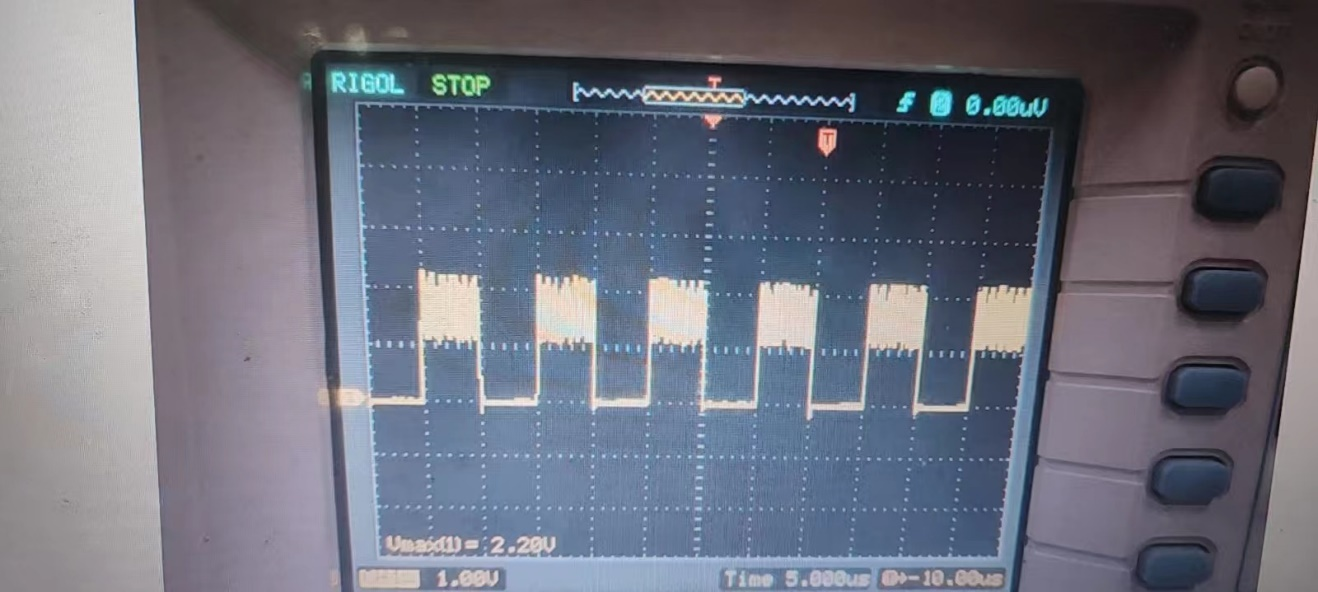 RIGOL STOP T 0.00uV
T
Vmax(1)= 2.20V
1.00V Time 5.000us -10.00us